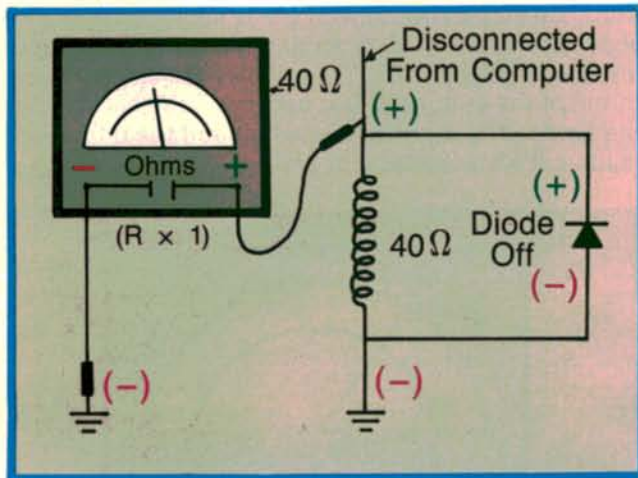 Disconnected
From Computer
40 Ω
(+)
− Ohms +
(R × 1)
(+)
40 Ω
Diode
Off
(−)
(−)
(−)